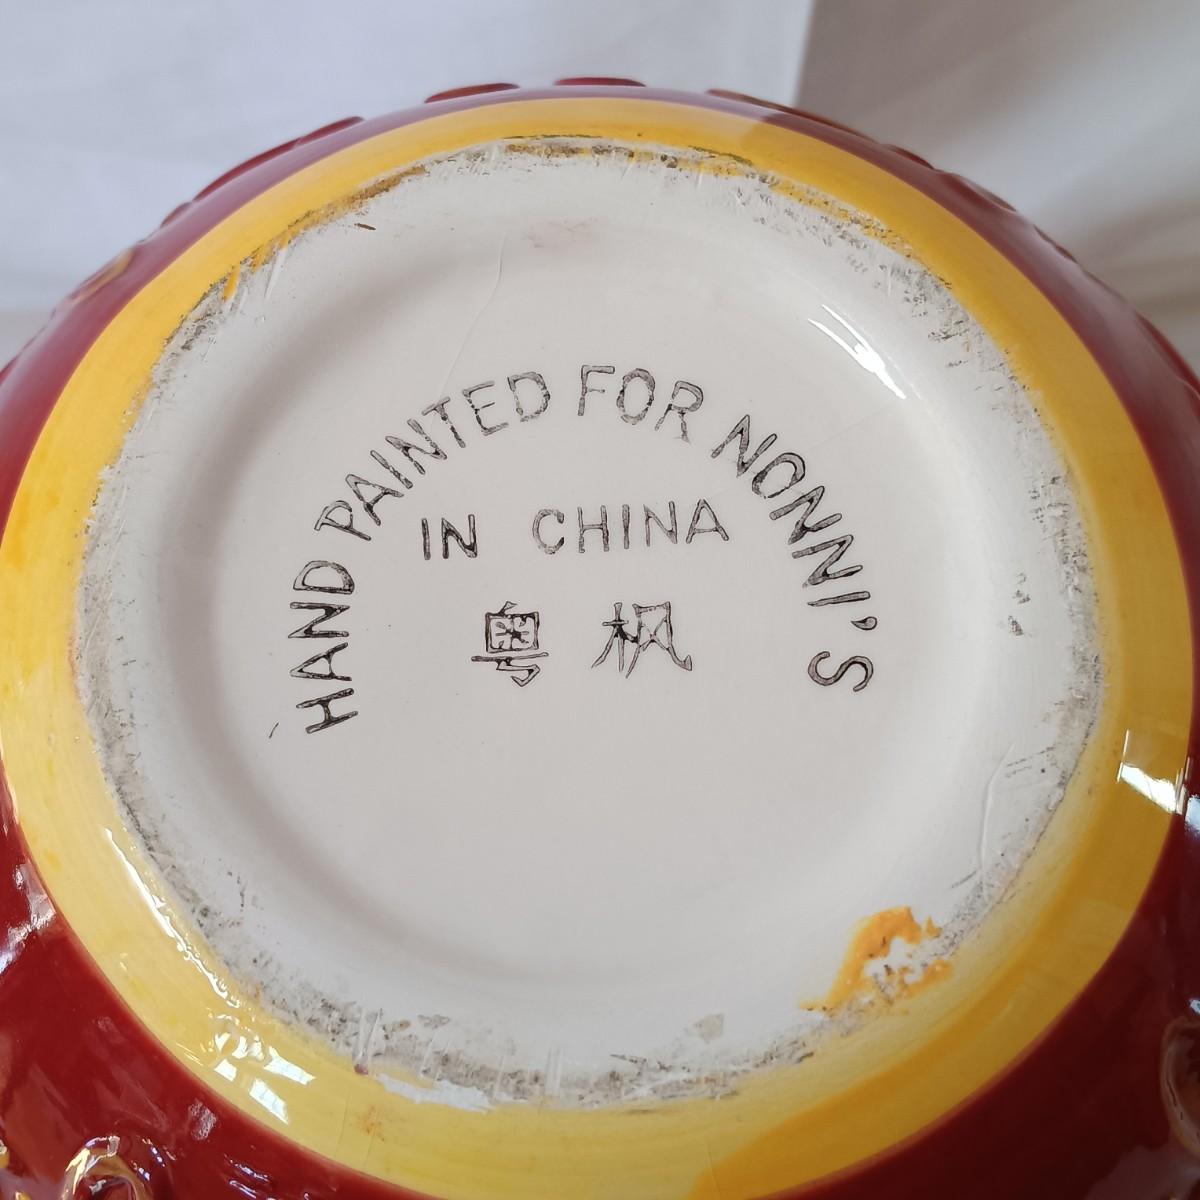 HAND PAINTED FOR NONNI'S
IN CHINA
粤 枫